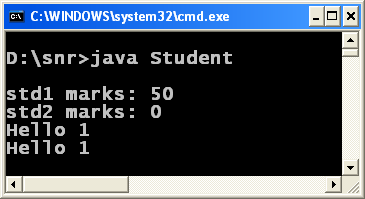 C:\WINDOWS\system32\cmd.exe
D:\snr>java Student
std1 marks: 50
std2 marks: 0
Hello 1
Hello 1